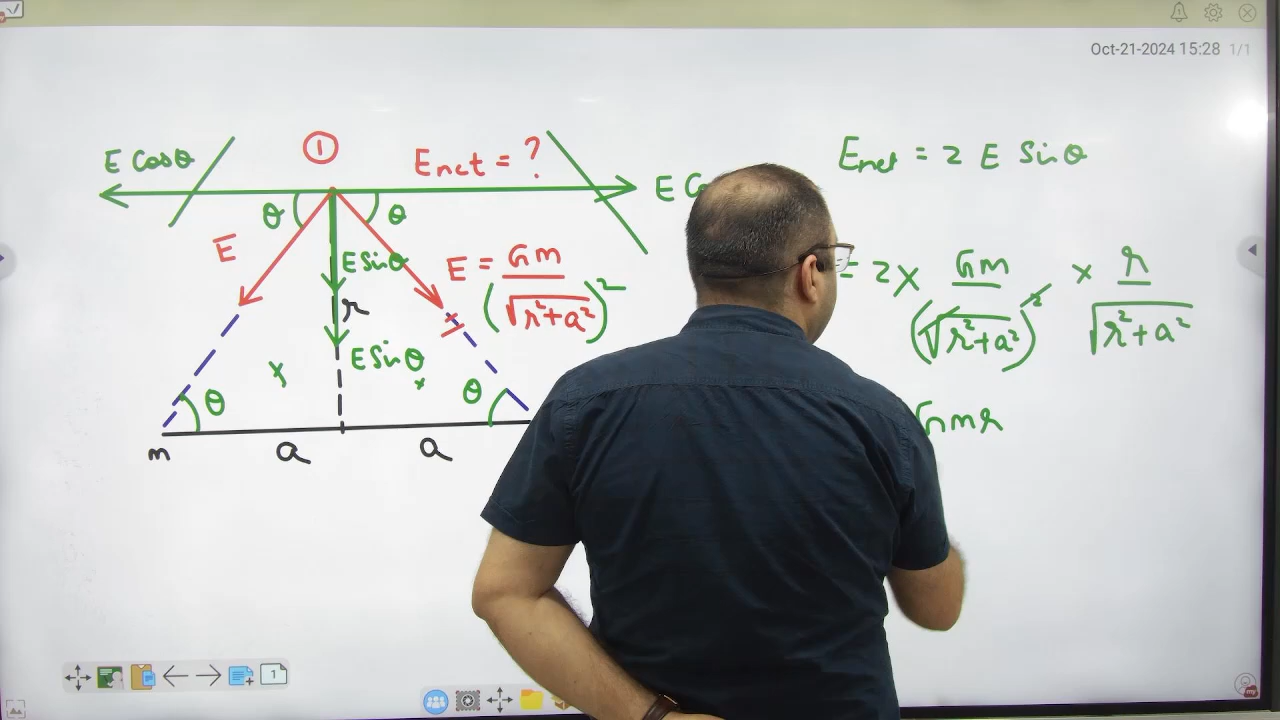 Oct-21-2024 15:28 1/1
E Cosθ
①
Enet = ?
E C
θ
θ
E
E Sinθ
E = Gm / (√r²+a²)²
r
E Sinθ
θ
θ
m
a
a
Enet = 2 E Sinθ
= 2 × Gm / (√r²+a²)² × r / √r²+a²
Gmr
1